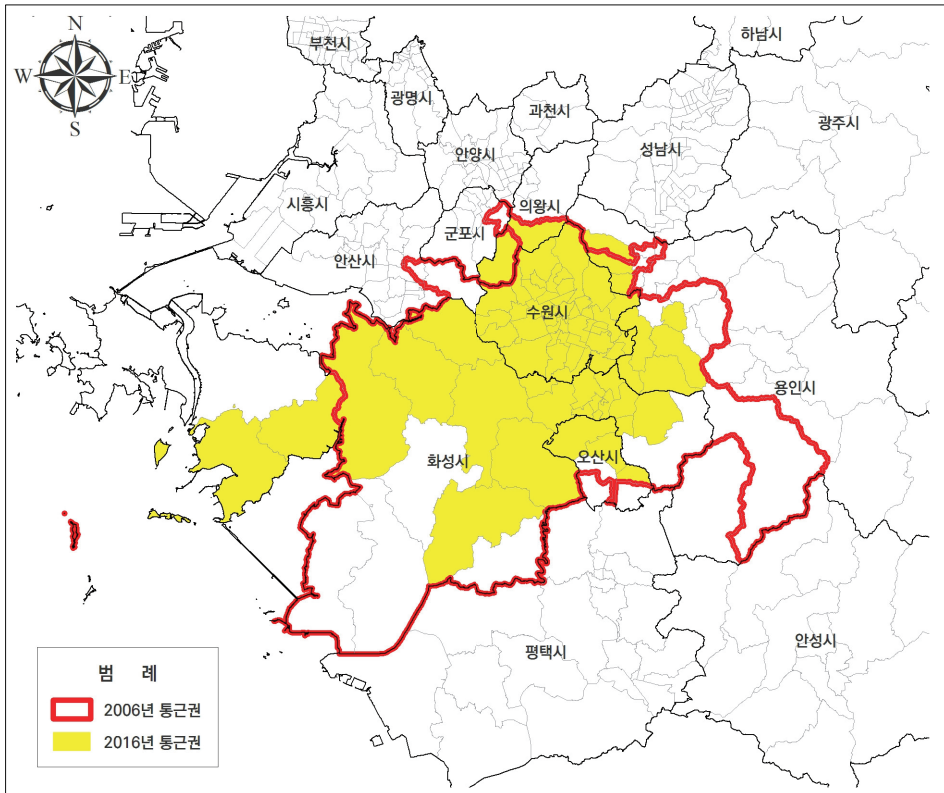 N
W
E
S
부천시
하남시
광명시
과천시
광주시
안양시
성남시
시흥시
의왕시
군포시
안산시
수원시
용인시
화성시
오산시
평택시
안성시
범 례
2006년 통근권
2016년 통근권